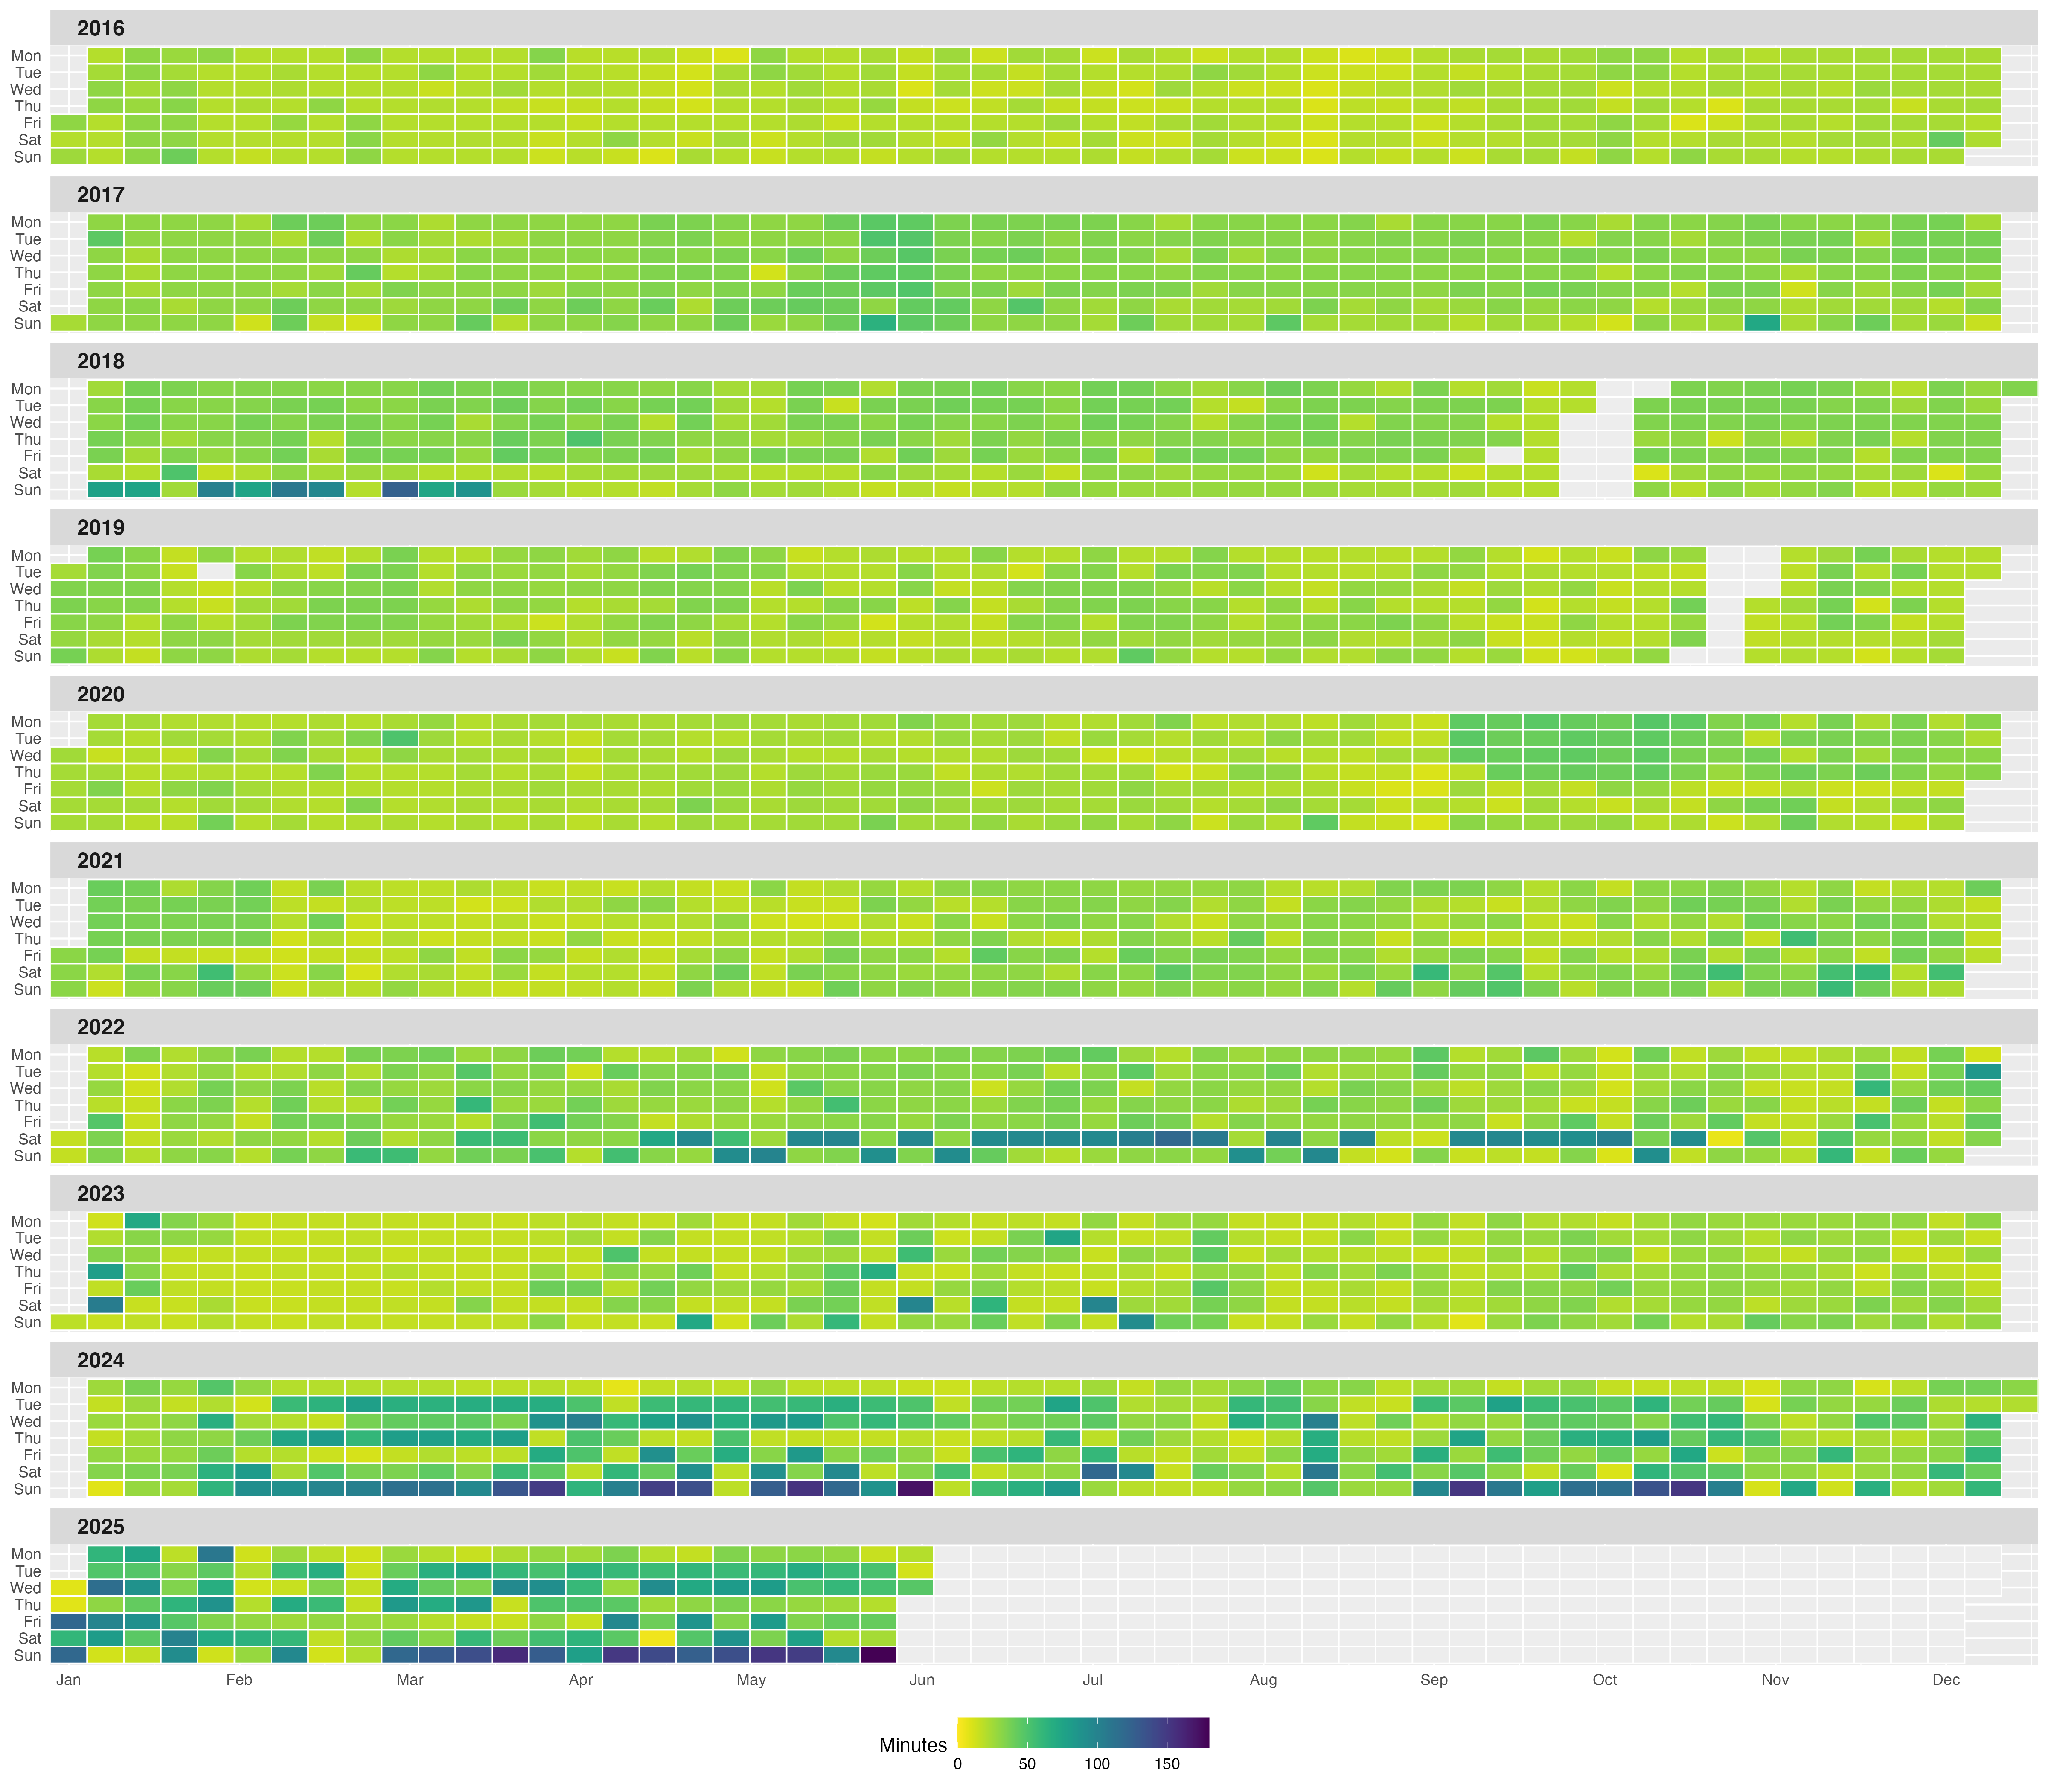 2016
Mon
Tue
Wed
Thu
Fri
Sat
Sun
2017
Mon
Tue
Wed
Thu
Fri
Sat
Sun
2018
Mon
Tue
Wed
Thu
Fri
Sat
Sun
2019
Mon
Tue
Wed
Thu
Fri
Sat
Sun
2020
Mon
Tue
Wed
Thu
Fri
Sat
Sun
2021
Mon
Tue
Wed
Thu
Fri
Sat
Sun
2022
Mon
Tue
Wed
Thu
Fri
Sat
Sun
2023
Mon
Tue
Wed
Thu
Fri
Sat
Sun
2024
Mon
Tue
Wed
Thu
Fri
Sat
Sun
2025
Mon
Tue
Wed
Thu
Fri
Sat
Sun
Jan Feb Mar Apr May Jun Jul Aug Sep Oct Nov Dec
Minutes
0 50 100 150